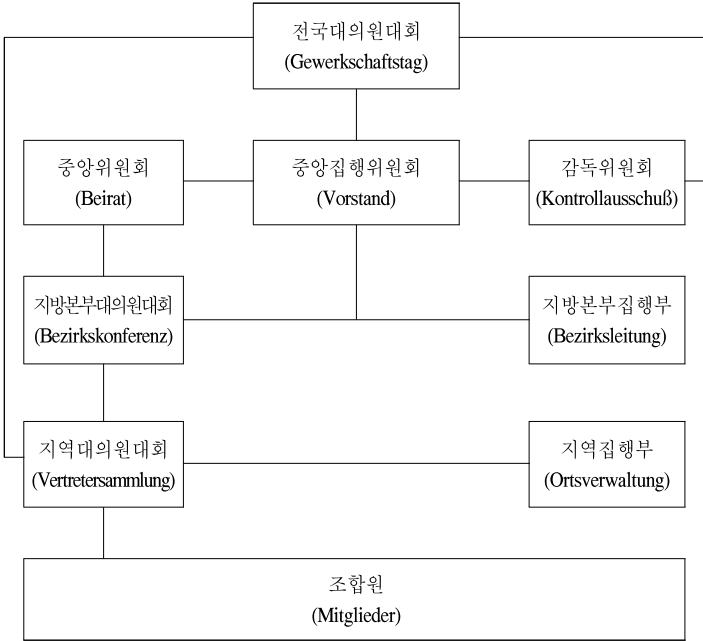 전국대의원대회
(Gewerkschaftstag)
중앙위원회
(Beirat)
중앙집행위원회
(Vorstand)
감독위원회
(Kontrollausschuß)
지방본부대의원대회
(Bezirkskonferenz)
지방본부집행부
(Bezirksleitung)
지역대의원대회
(Vertretersammlung)
지역집행부
(Ortsverwaltung)
조합원
(Mitglieder)